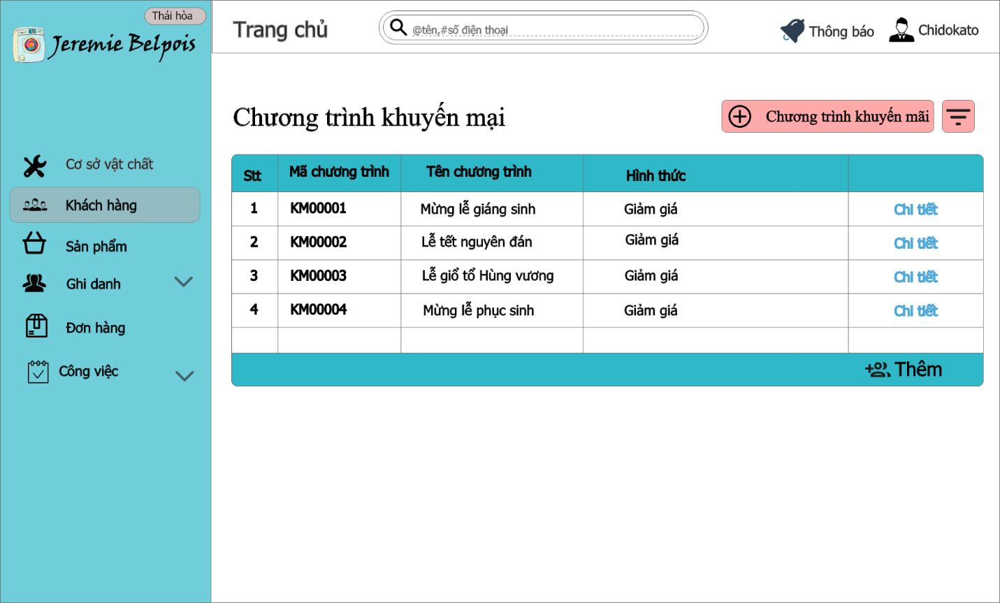 Thái hòa
Jeremie Belpois
Trang chủ
@tên,#số điện thoại
Thông báo
Chidokato
Cơ sở vật chất
Khách hàng
Sản phẩm
Ghi danh
Đơn hàng
Công việc
Chương trình khuyến mại
Chương trình khuyến mãi
Stt Mã chương trình Tên chương trình Hình thức
1 KM00001 Mừng lễ giáng sinh Giảm giá Chi tiết
2 KM00002 Lễ tết nguyên đán Giảm giá Chi tiết
3 KM00003 Lễ giổ tổ Hùng vương Giảm giá Chi tiết
4 KM00004 Mừng lễ phục sinh Giảm giá Chi tiết
Thêm